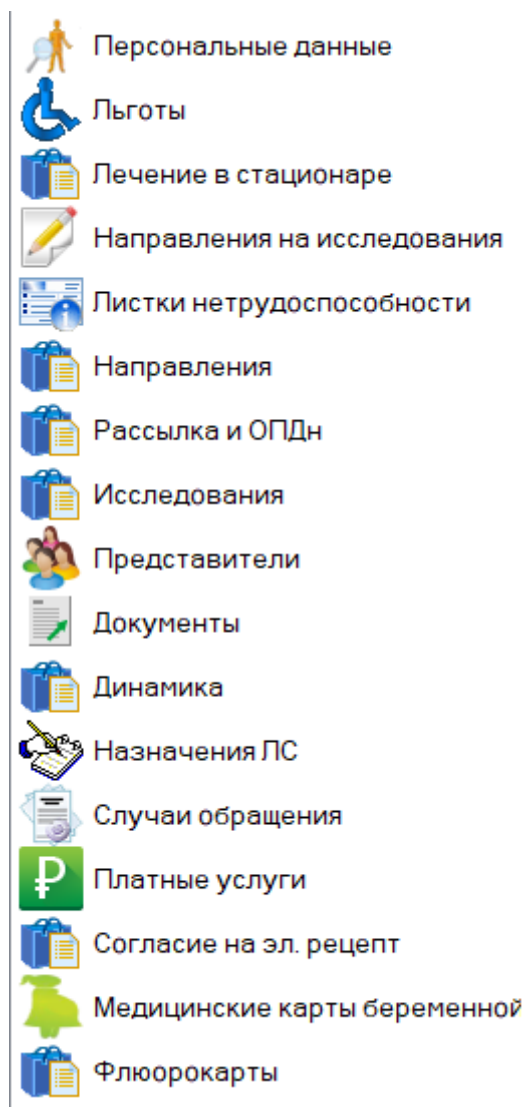 Персональные данные
Льготы
Лечение в стационаре
Направления на исследования
Листки нетрудоспособности
Направления
Рассылка и ОПДн
Исследования
Представители
Документы
Динамика
Назначения ЛС
Случаи обращения
Платные услуги
Согласие на эл. рецепт
Медицинские карты беременной
Флюорокарты